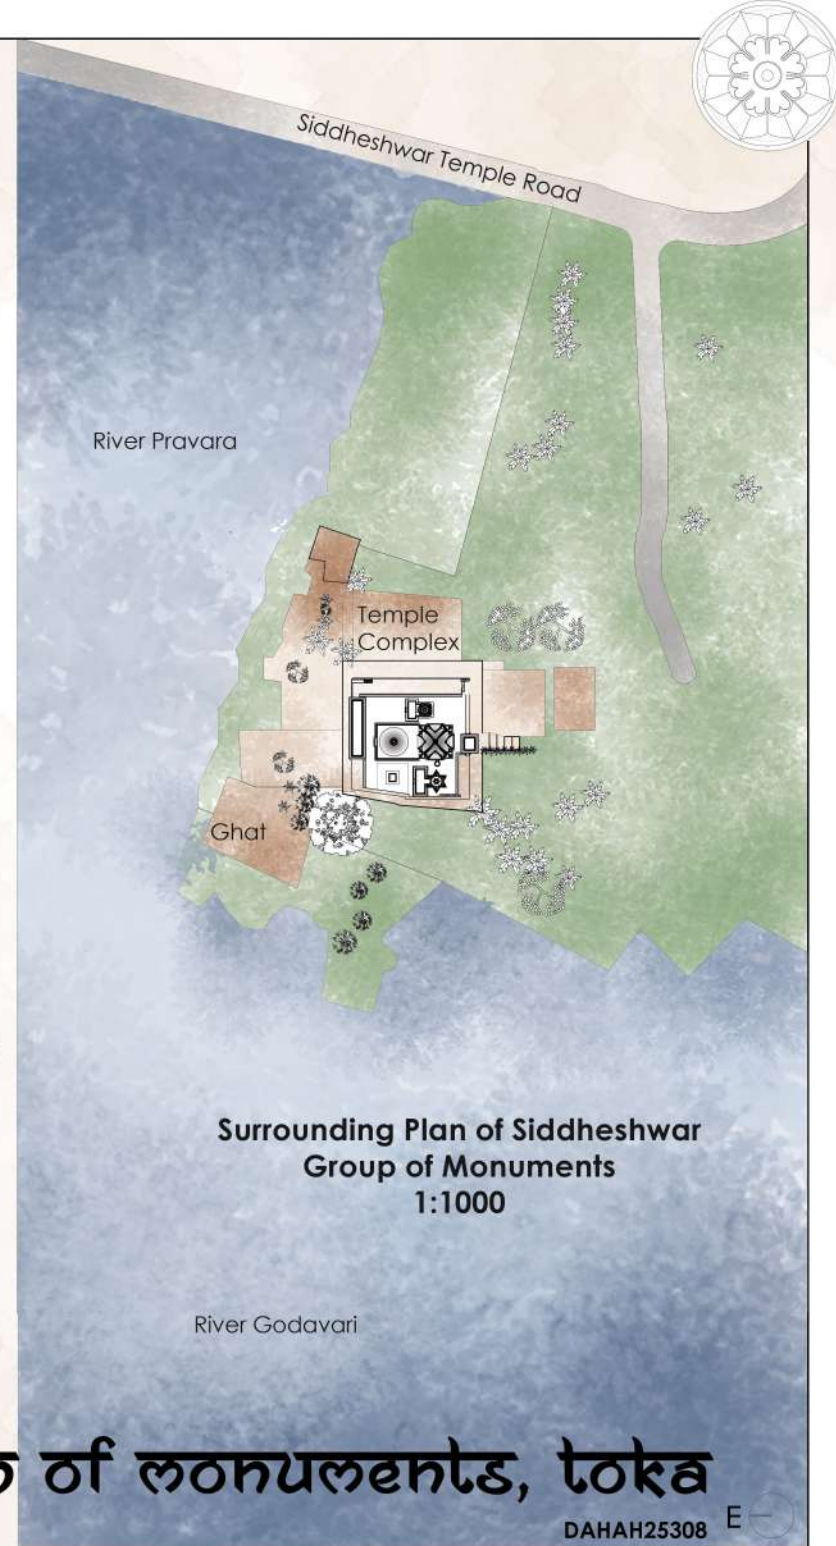 Siddheshwar Temple Road
River Pravara
Temple
Complex
Ghat
Surrounding Plan of Siddheshwar
Group of Monuments
1:1000
River Godavari
of monuments, toka
DAHAH25308
E